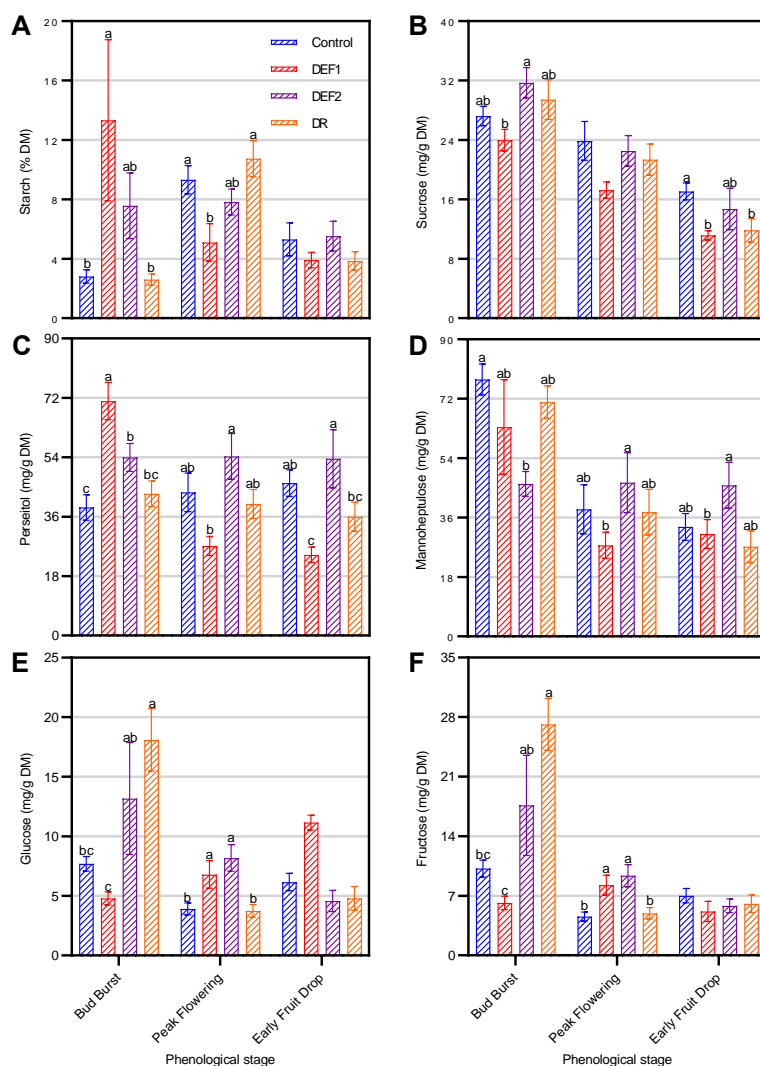 A
Starch (% DM)
20
16
12
8
4
0
Control
DEF1
DEF2
DR
b
a
ab
b
a
b
ab
a
B
Sucrose (mg/g DM)
40
32
24
16
8
0
ab
b
a
ab
a
b
ab
b
C
Perseitol (mg/g DM)
90
72
54
36
18
0
c
a
b
bc
ab
b
a
ab
ab
c
a
bc
D
Mannoheptulose (mg/g DM)
90
72
54
36
18
0
a
ab
b
ab
ab
b
a
ab
ab
b
a
ab
E
Glucose (mg/g DM)
25
20
15
10
5
0
bc
c
ab
a
b
a
a
b
Bud Burst
Peak Flowering
Early Fruit Drop
Phenological stage
F
Fructose (mg/g DM)
35
28
21
14
7
0
bc
c
ab
a
b
a
a
b
Bud Burst
Peak Flowering
Early Fruit Drop
Phenological stage